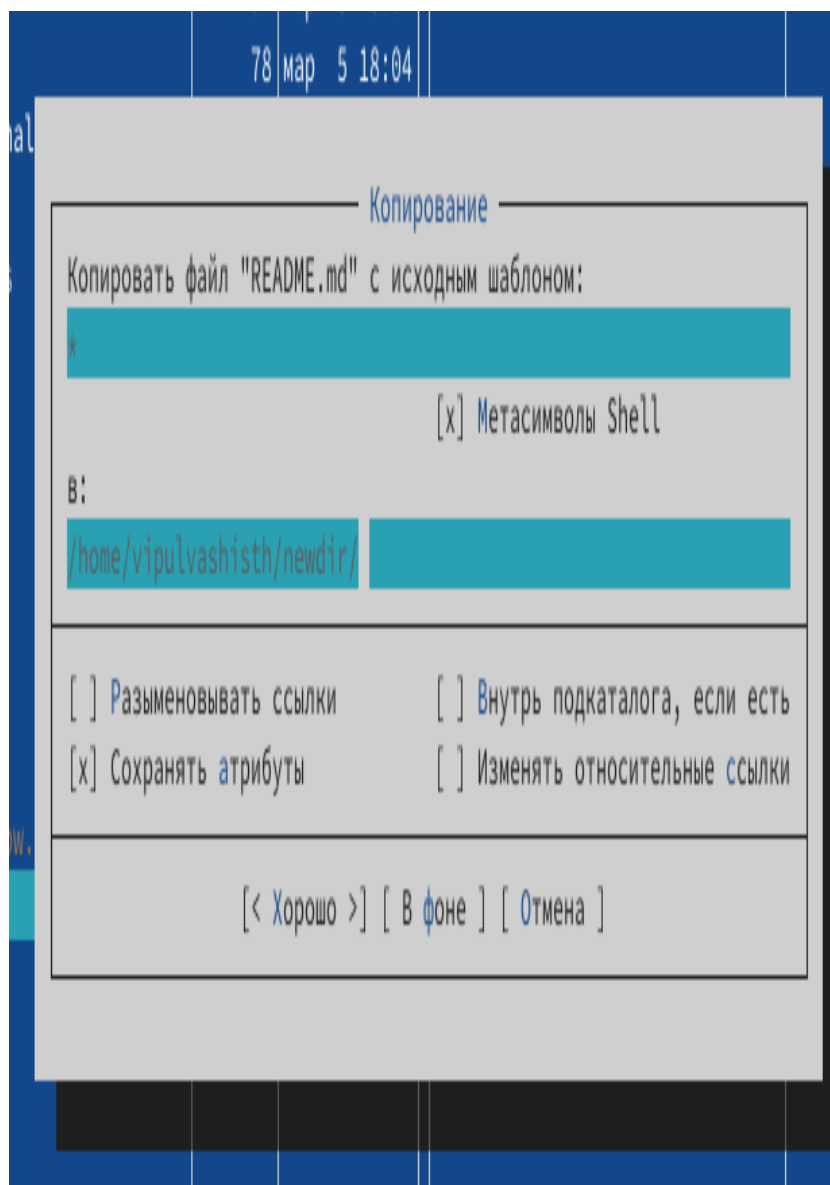 78 мар 5 18:04
Копирование
Копировать файл "README.md" с исходным шаблоном:
*
[x] Метасимволы Shell
в:
/home/vipulvashisth/newdir/
[ ] Разыменовывать ссылки [ ] Внутрь подкаталога, если есть
[x] Сохранять атрибуты [ ] Изменять относительные ссылки
[< Хорошо >] [ В фоне ] [ Отмена ]